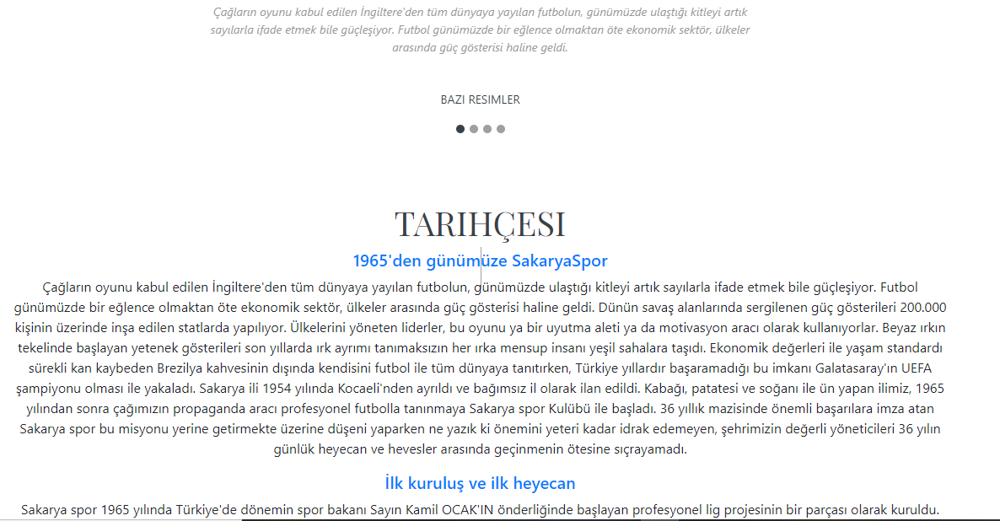 Çağların oyunu kabul edilen İngiltere'den tüm dünyaya yayılan futbolun, günümüzde ulaştığı kitleyi artık
sayılarla ifade etmek bile güçleşiyor. Futbol günümüzde bir eğlence olmaktan öte ekonomik sektör, ülkeler
arasında güç gösterisi haline geldi.
BAZI RESIMLER
TARIHÇESI
1965'den günümüze SakaryaSpor
Çağların oyunu kabul edilen İngiltere'den tüm dünyaya yayılan futbolun, günümüzde ulaştığı kitleyi artık sayılarla ifade etmek bile güçleşiyor. Futbol
günümüzde bir eğlence olmaktan öte ekonomik sektör, ülkeler arasında güç gösterisi haline geldi. Dünün savaş alanlarında sergilenen güç gösterileri 200.000
kişinin üzerinde inşa edilen statlarda yapılıyor. Ülkelerini yöneten liderler, bu oyunu ya bir uyutma aleti ya da motivasyon aracı olarak kullanıyorlar. Beyaz ırkın
tekelinde başlayan yetenek gösterileri son yıllarda ırk ayrımı tanımaksızın her ırka mensup insanı yeşil sahalara taşıdı. Ekonomik değerleri ile yaşam standardı
sürekli kan kaybeden Brezilya kahvesinin dışında kendisini futbol ile tüm dünyaya tanıtırken, Türkiye yıllardır başaramadığı bu imkanı Galatasaray'ın UEFA
şampiyonu olması ile yakaladı. Sakarya ili 1954 yılında Kocaeli'nden ayrıldı ve bağımsız il olarak ilan edildi. Kabağı, patatesi ve soğanı ile ün yapan ilimiz, 1965
yılından sonra çağımızın propaganda aracı profesyonel futbolla tanınmaya Sakarya spor Kulübü ile başladı. 36 yıllık mazisinde önemli başarılara imza atan
Sakarya spor bu misyonu yerine getirmekte üzerine düşeni yaparken ne yazık ki önemini yeteri kadar idrak edemeyen, şehrimizin değerli yöneticileri 36 yılın
günlük heyecan ve hevesler arasında geçinmenin ötesine sıçrayamadı.
İlk kuruluş ve ilk heyecan
Sakarya spor 1965 yılında Türkiye'de dönemin spor bakanı Sayın Kamil OCAK'IN önderliğinde başlayan profesyonel lig projesinin bir parçası olarak kuruldu.